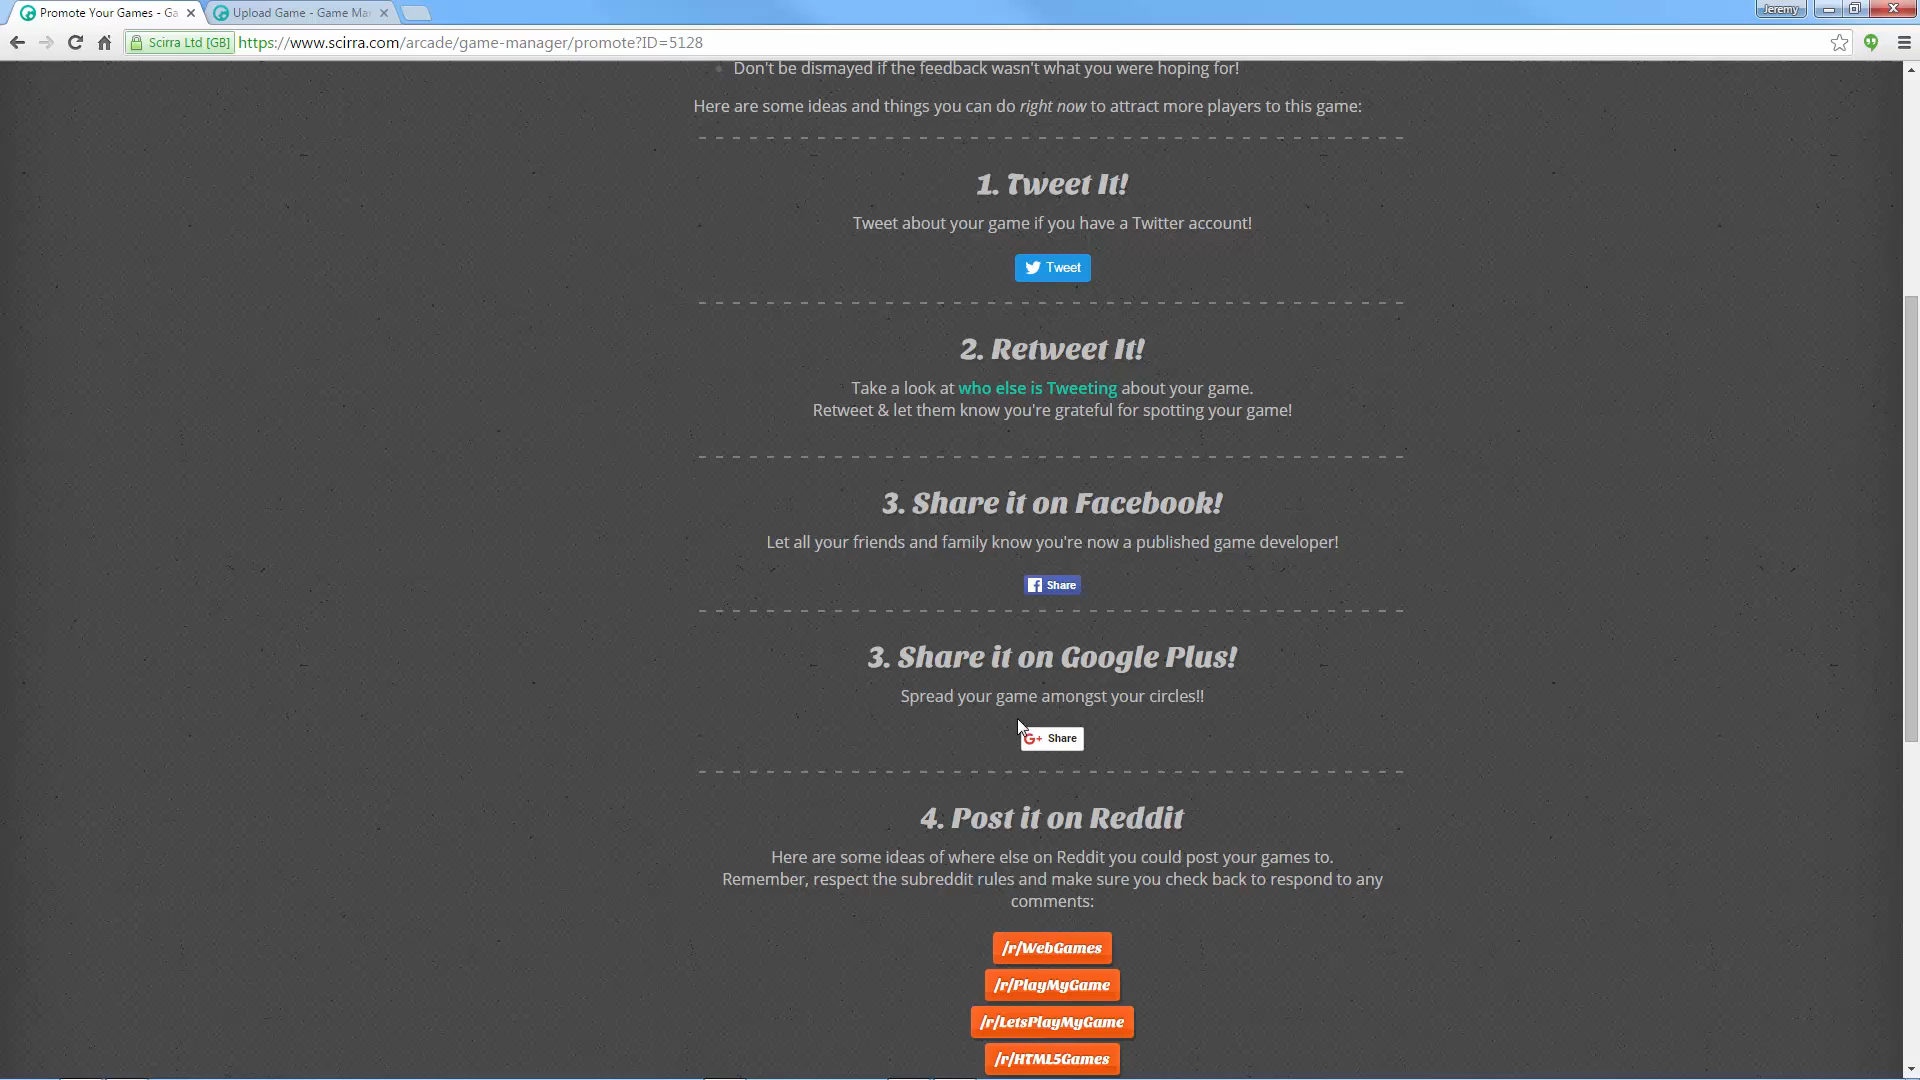 Promote Your Games - Ga
Upload Game - Game Ma
Jeremy
Scirra Ltd [GB]
https://www.scirra.com/arcade/game-manager/promote?ID=5128
Don't be dismayed if the feedback wasn't what you were hoping for!
Here are some ideas and things you can do right now to attract more players to this game:
1. Tweet It!
Tweet about your game if you have a Twitter account!
Tweet
2. Retweet It!
Take a look at who else is Tweeting about your game.
Retweet & let them know you're grateful for spotting your game!
3. Share it on Facebook!
Let all your friends and family know you're now a published game developer!
Share
3. Share it on Google Plus!
Spread your game amongst your circles!!
G+ Share
4. Post it on Reddit
Here are some ideas of where else on Reddit you could post your games to.
Remember, respect the subreddit rules and make sure you check back to respond to any
comments:
/r/WebGames
/r/PlayMyGame
/r/LetsPlayMyGame
/r/HTML5Games